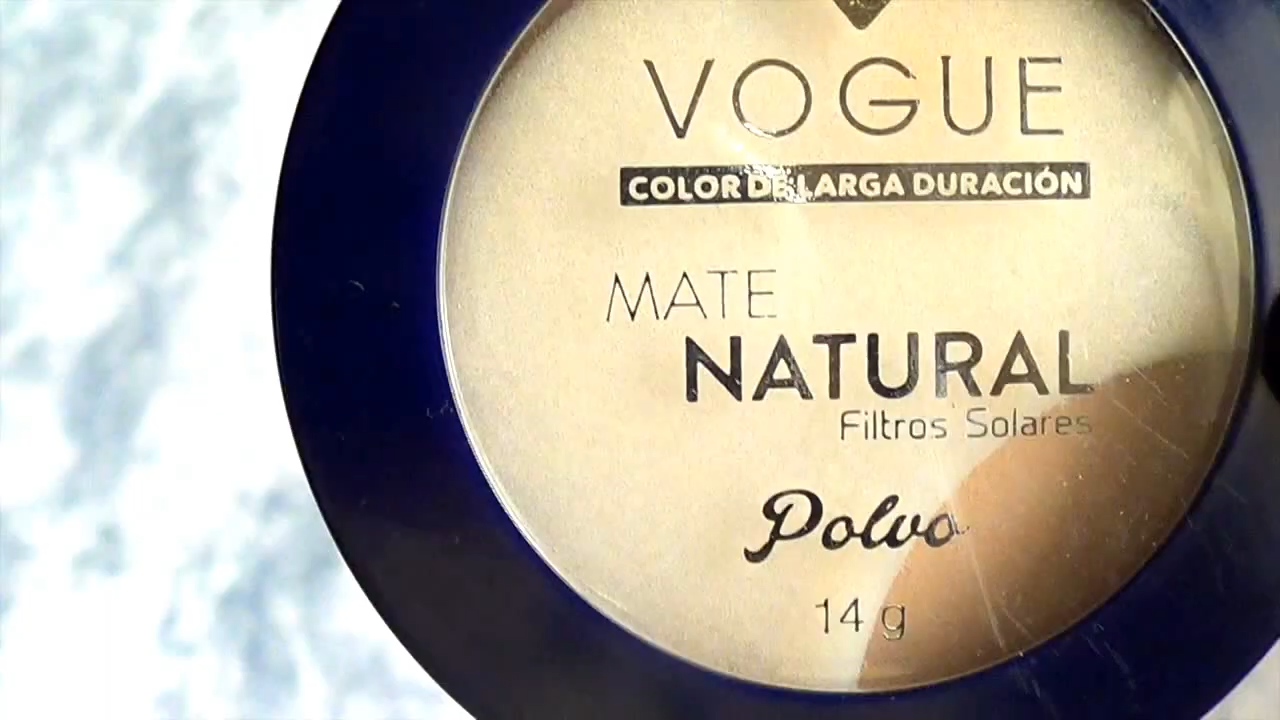 VOGUE
COLOR DE LARGA DURACIÓN
MATE
NATURAL
Filtros Solares
Polvo
14 g